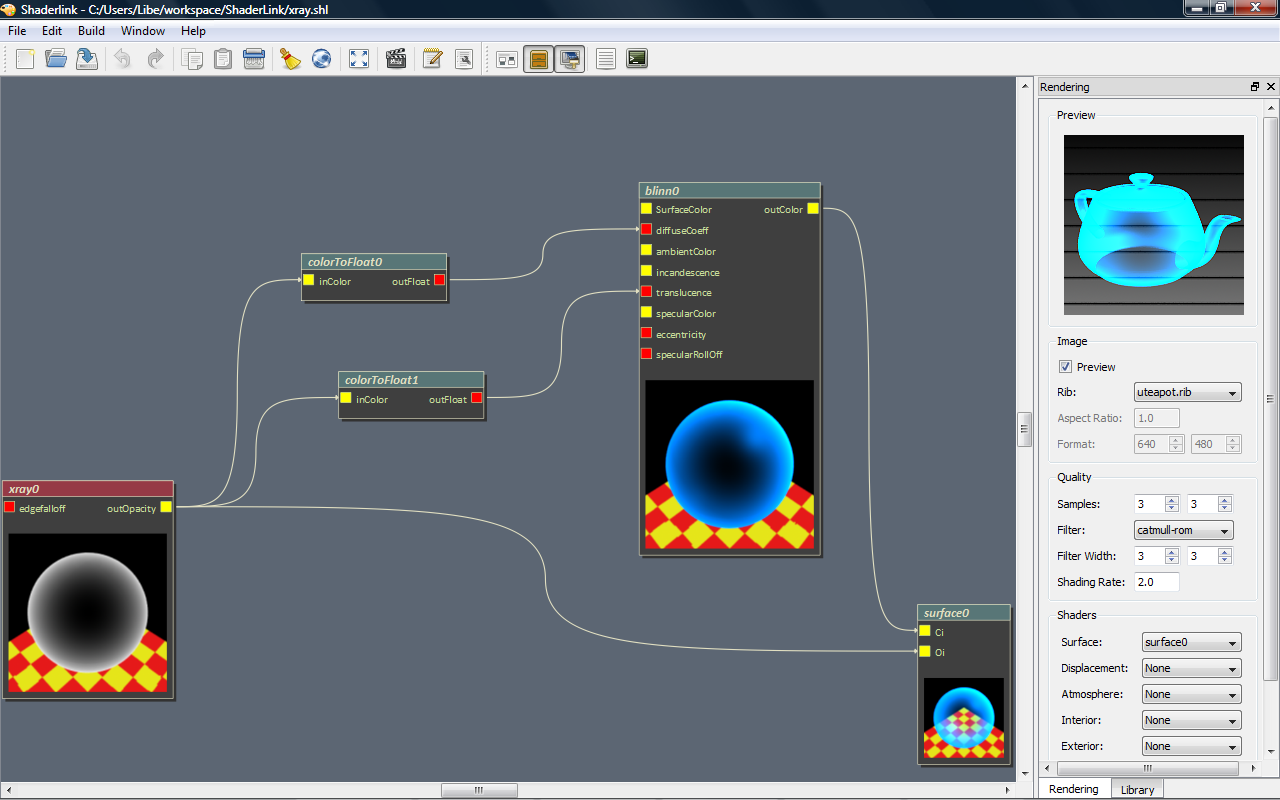 Shaderlink - C:/Users/Libe/workspace/ShaderLink/xray.shl
File Edit Build Window Help
Rendering
Preview
blinn0
SurfaceColor outColor
diffuseCoeff
ambientColor
incandescence
translucence
specularColor
eccentricity
specularRollOff
colorToFloat0
inColor outFloat
colorToFloat1
inColor outFloat
xray0
edgefalloff outOpacity
surface0
Ci
Oi
Image
Preview
Rib: uteapot.rib
Aspect Ratio: 1.0
Format: 640 480
Quality
Samples: 3 3
Filter: catmull-rom
Filter Width: 3 3
Shading Rate: 2.0
Shaders
Surface: surface0
Displacement: None
Atmosphere: None
Interior: None
Exterior: None
Rendering Library